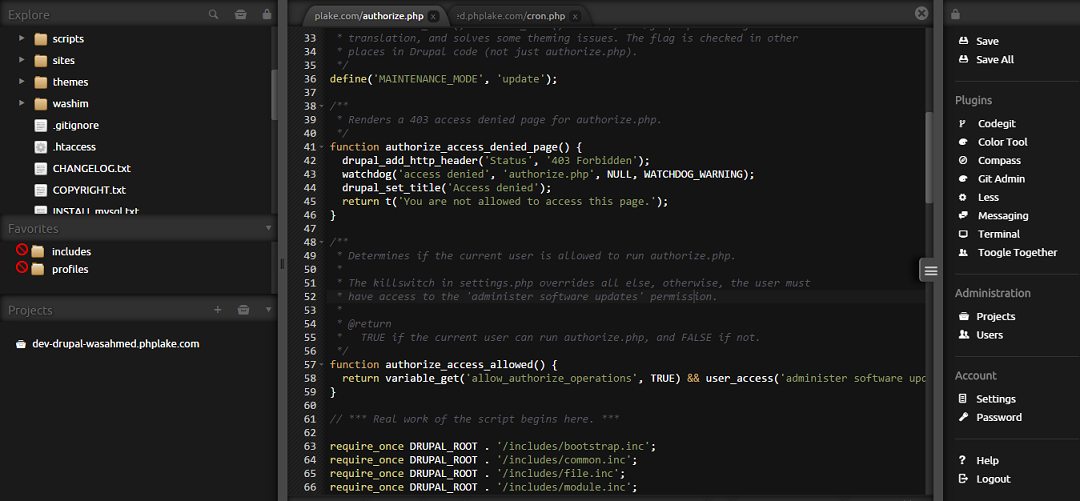 Explore
scripts
sites
themes
washim
.gitignore
.htaccess
CHANGELOG.txt
COPYRIGHT.txt
INSTALL.mysql.txt
Favorites
includes
profiles
Projects
dev-drupal-wasahmed.phplake.com
plake.com/authorize.php x
ed.phplake.com/cron.php x
33 * translation, and solves some theming issues. The flag is checked in other
34 * places in Drupal code (not just authorize.php).
35 */
36 define('MAINTENANCE_MODE', 'update');
37
38 /**
39 * Renders a 403 access denied page for authorize.php.
40 */
41 function authorize_access_denied_page() {
42 drupal_add_http_header('Status', '403 Forbidden');
43 watchdog('access denied', 'authorize.php', NULL, WATCHDOG_WARNING);
44 drupal_set_title('Access denied');
45 return t('You are not allowed to access this page.');
46 }
47
48 /**
49 * Determines if the current user is allowed to run authorize.php.
50 *
51 * The killswitch in settings.php overrides all else, otherwise, the user must
52 * have access to the 'administer software updates' permission.
53 *
54 * @return
55 * TRUE if the current user can run authorize.php, and FALSE if not.
56 */
57 function authorize_access_allowed() {
58 return variable_get('allow_authorize_operations', TRUE) && user_access('administer software upd
59 }
60
61 // *** Real work of the script begins here. ***
62
63 require_once DRUPAL_ROOT . '/includes/bootstrap.inc';
64 require_once DRUPAL_ROOT . '/includes/common.inc';
65 require_once DRUPAL_ROOT . '/includes/file.inc';
66 require_once DRUPAL_ROOT . '/includes/module.inc';
Save
Save All
Plugins
Codegit
Color Tool
Compass
Git Admin
Less
Messaging
Terminal
Toogle Together
Administration
Projects
Users
Account
Settings
Password
? Help
Logout